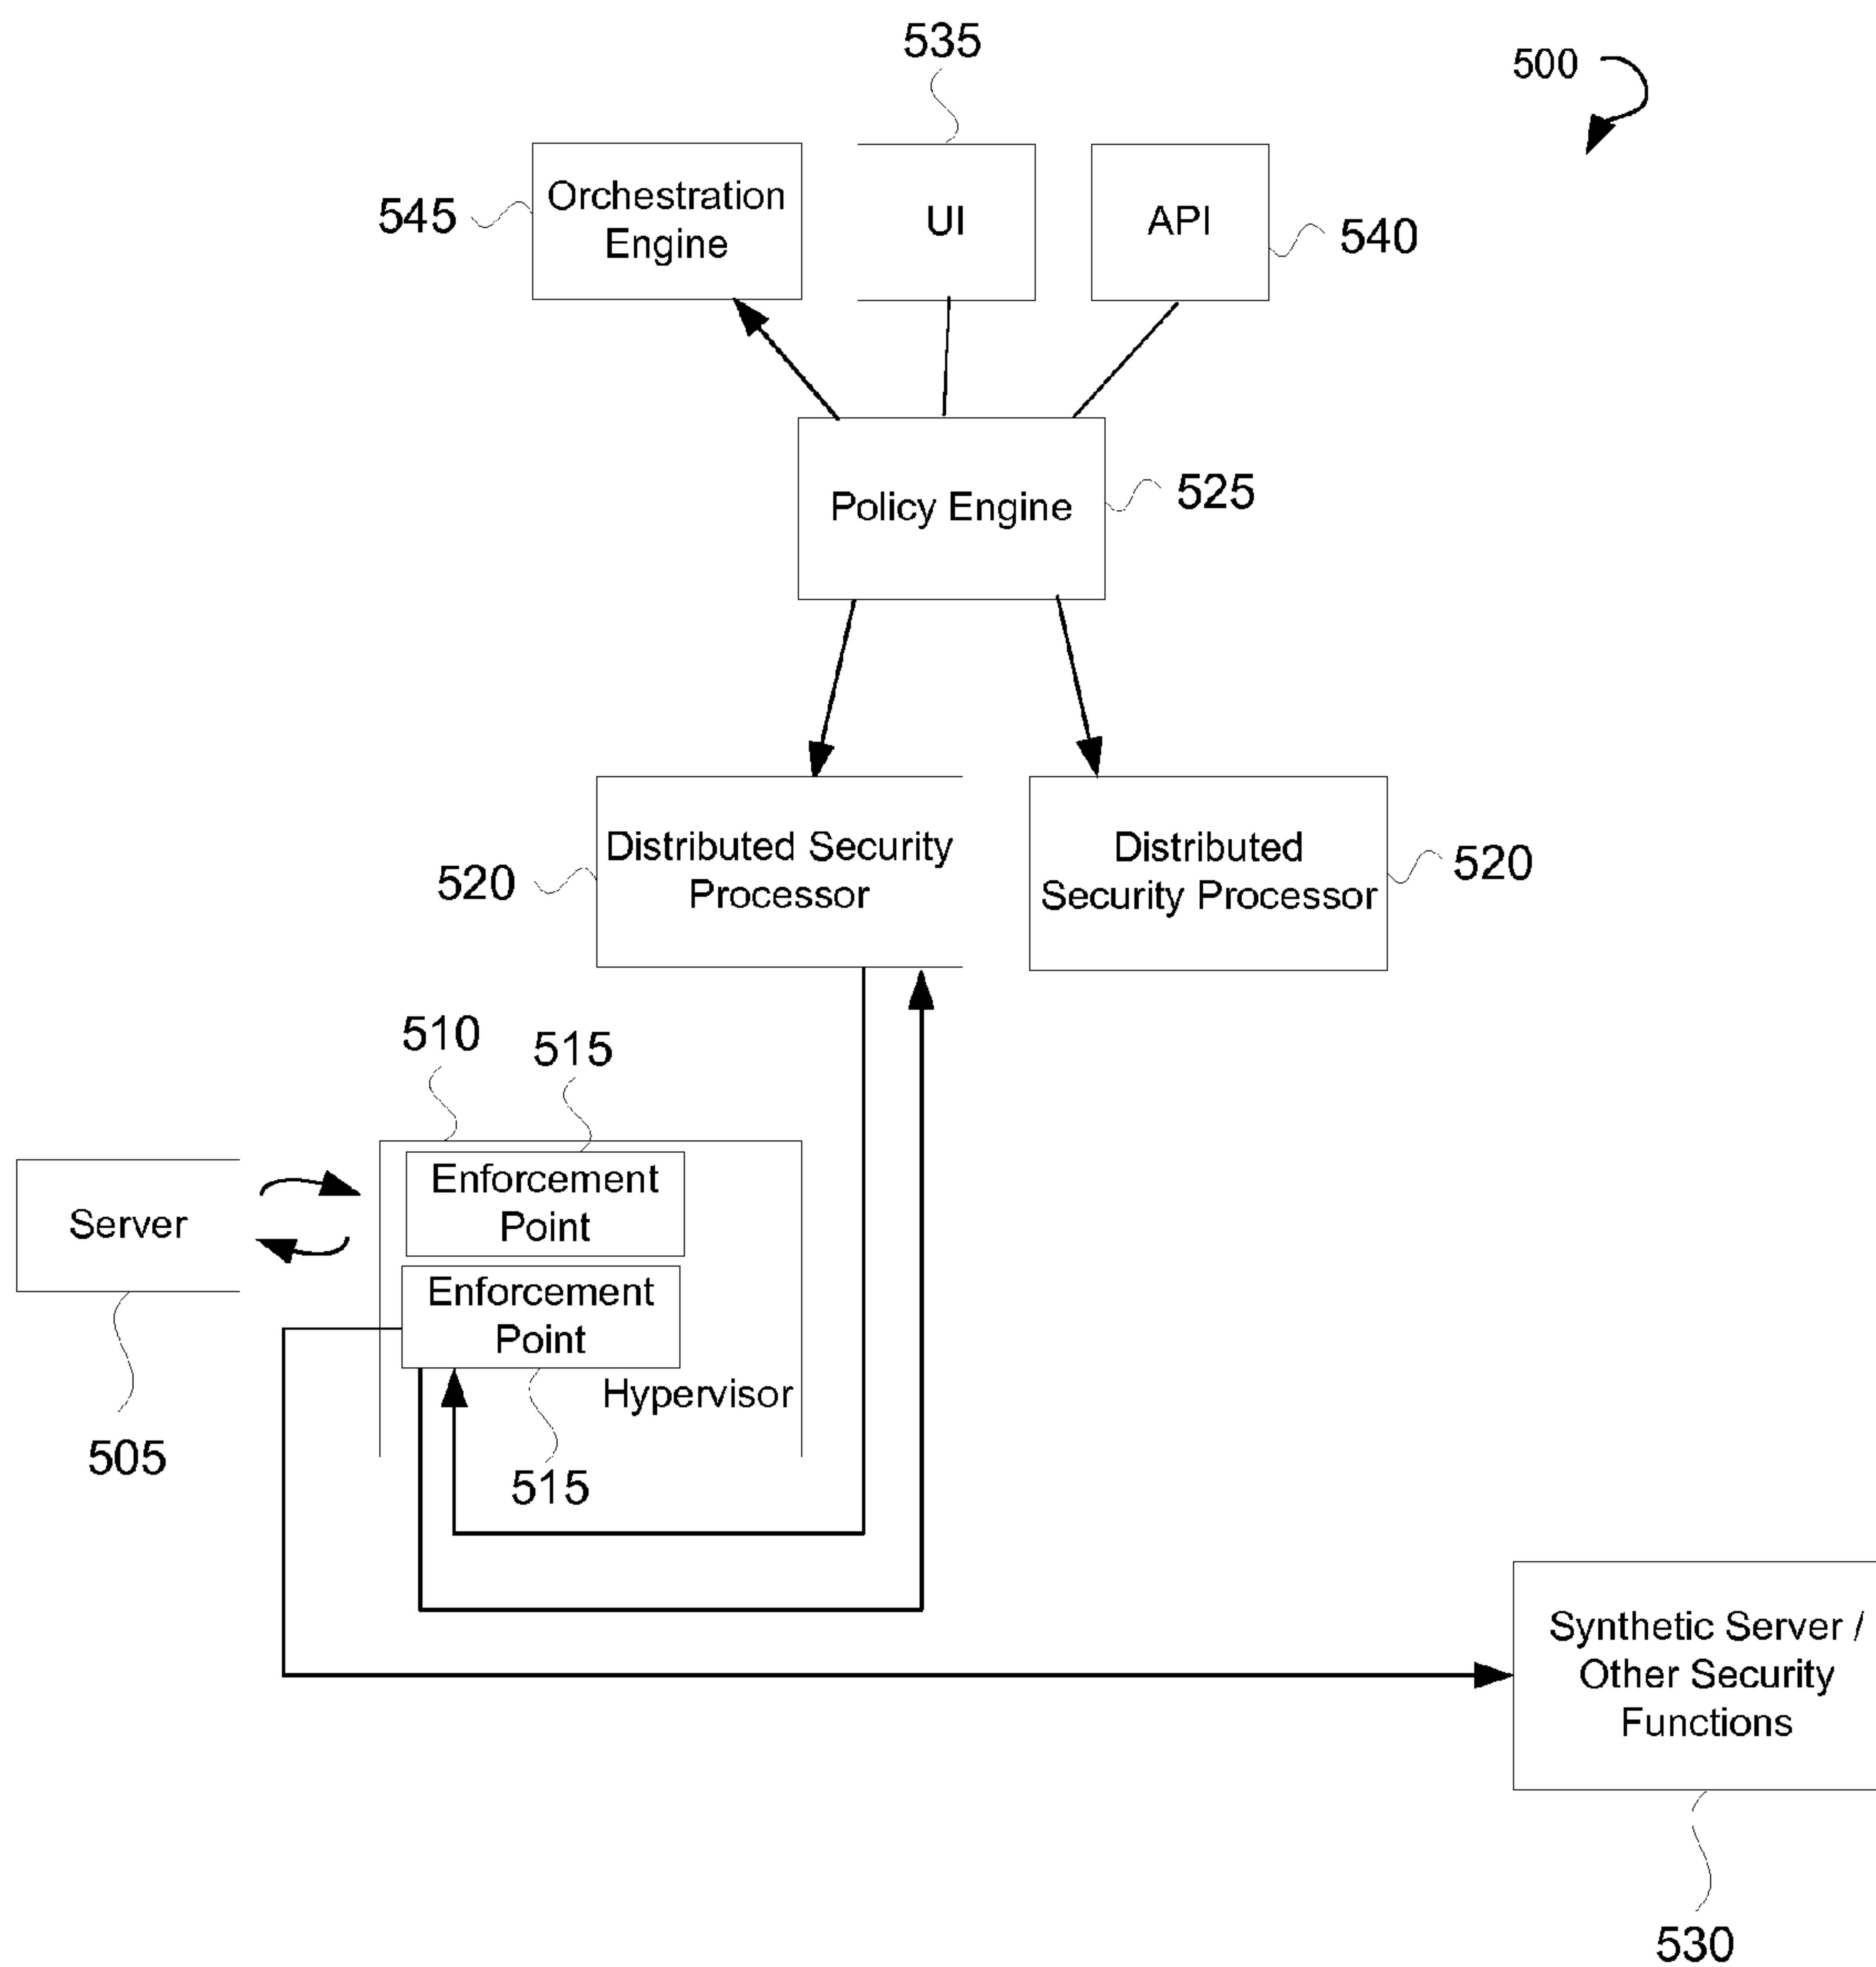 535
500
Orchestration
Engine
545
UI
API
540
Policy Engine
525
Distributed Security
Processor
520
Distributed
Security Processor
520
510
515
Enforcement
Point
Server
Enforcement
Point
Hypervisor
505
515
Synthetic Server /
Other Security
Functions
530